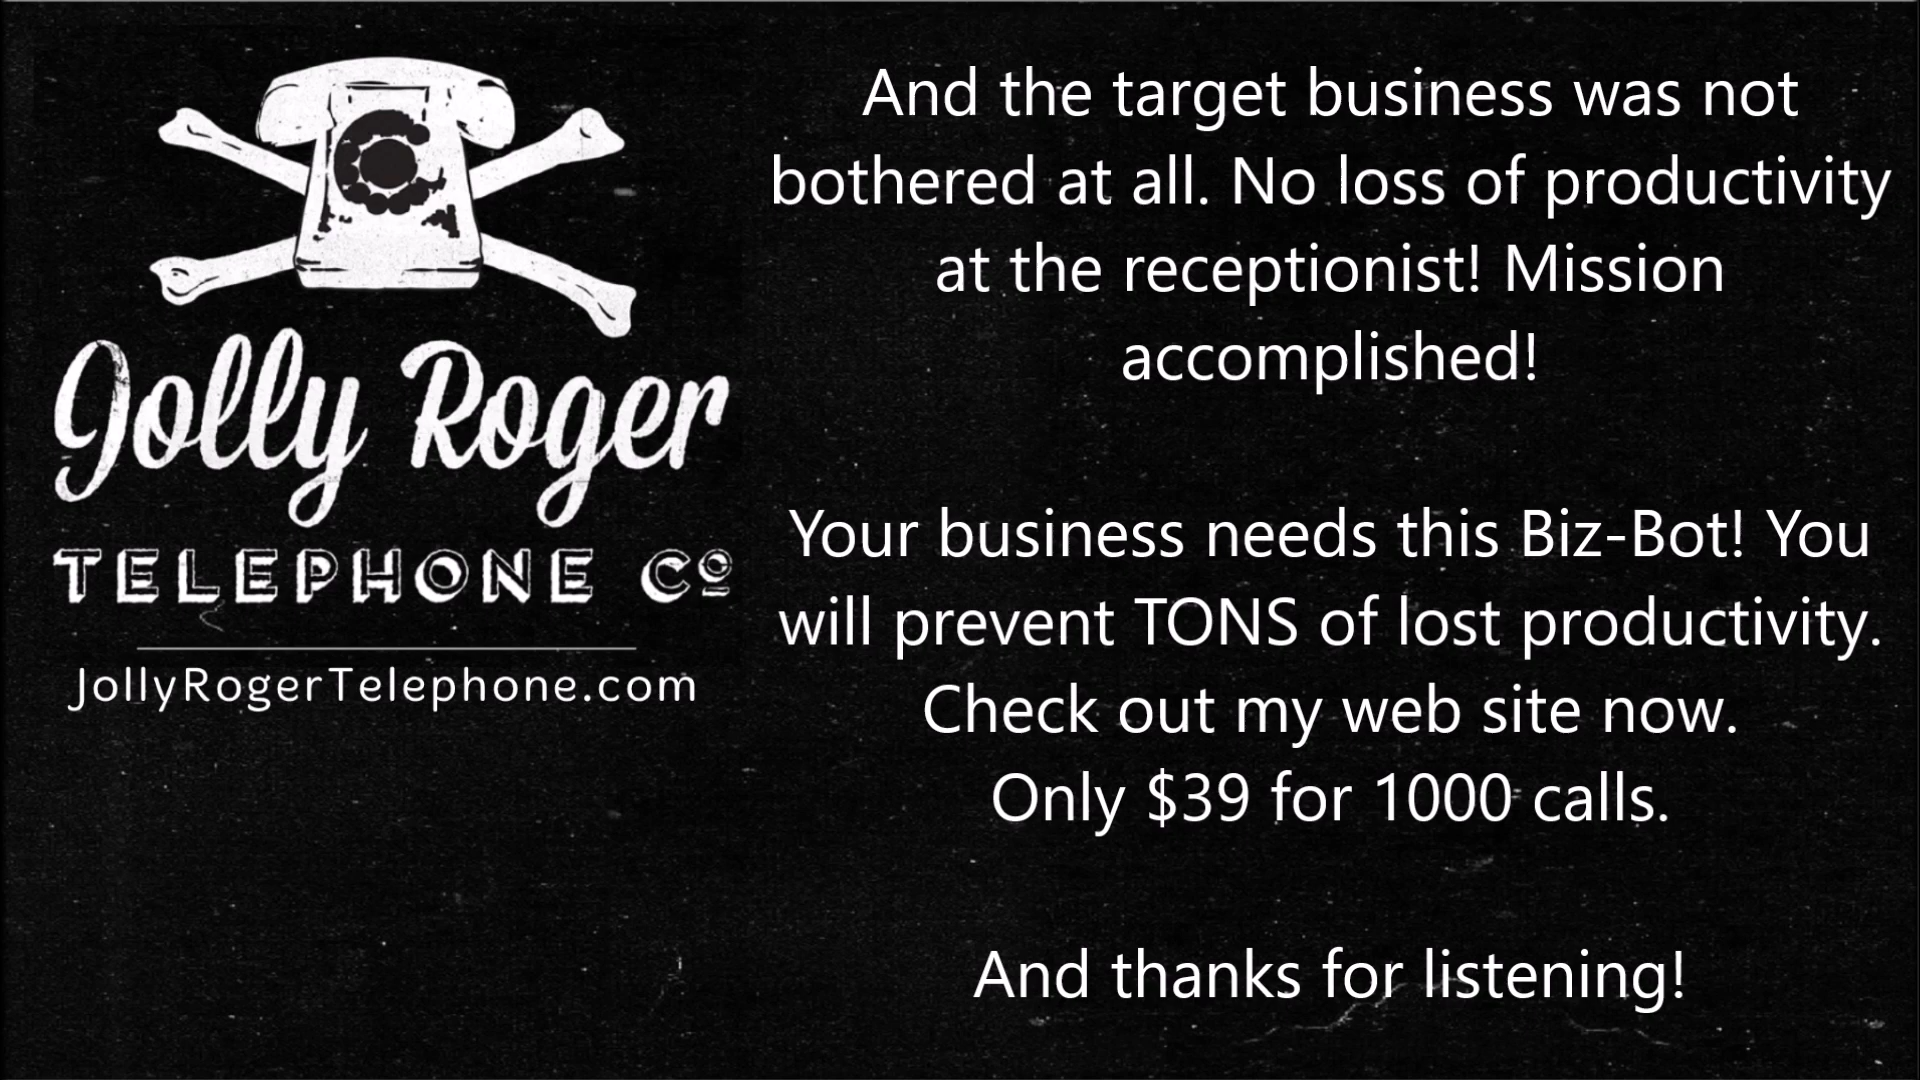 Jolly Roger
TELEPHONE Cº
JollyRogerTelephone.com
And the target business was not
bothered at all. No loss of productivity
at the receptionist! Mission
accomplished!
Your business needs this Biz-Bot! You
will prevent TONS of lost productivity.
Check out my web site now.
Only $39 for 1000 calls.
And thanks for listening!